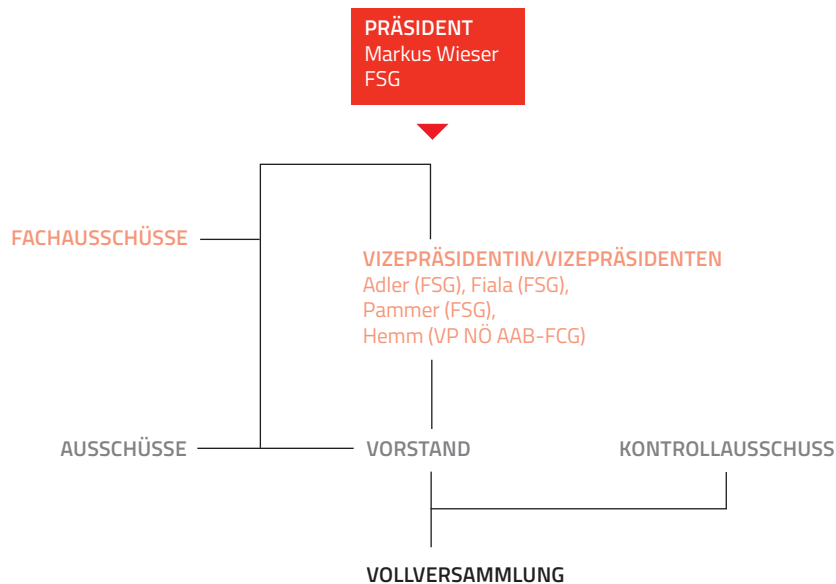 PRÄSIDENT
Markus Wieser
FSG
FACHAUSSCHÜSSE
VIZEPRÄSIDENTIN/VIZEPRÄSIDENTEN
Adler (FSG), Fiala (FSG),
Pammer (FSG),
Hemm (VP NÖ AAB-FCG)
AUSSCHÜSSE
VORSTAND
KONTROLLAUSSCHUSS
VOLLVERSAMMLUNG